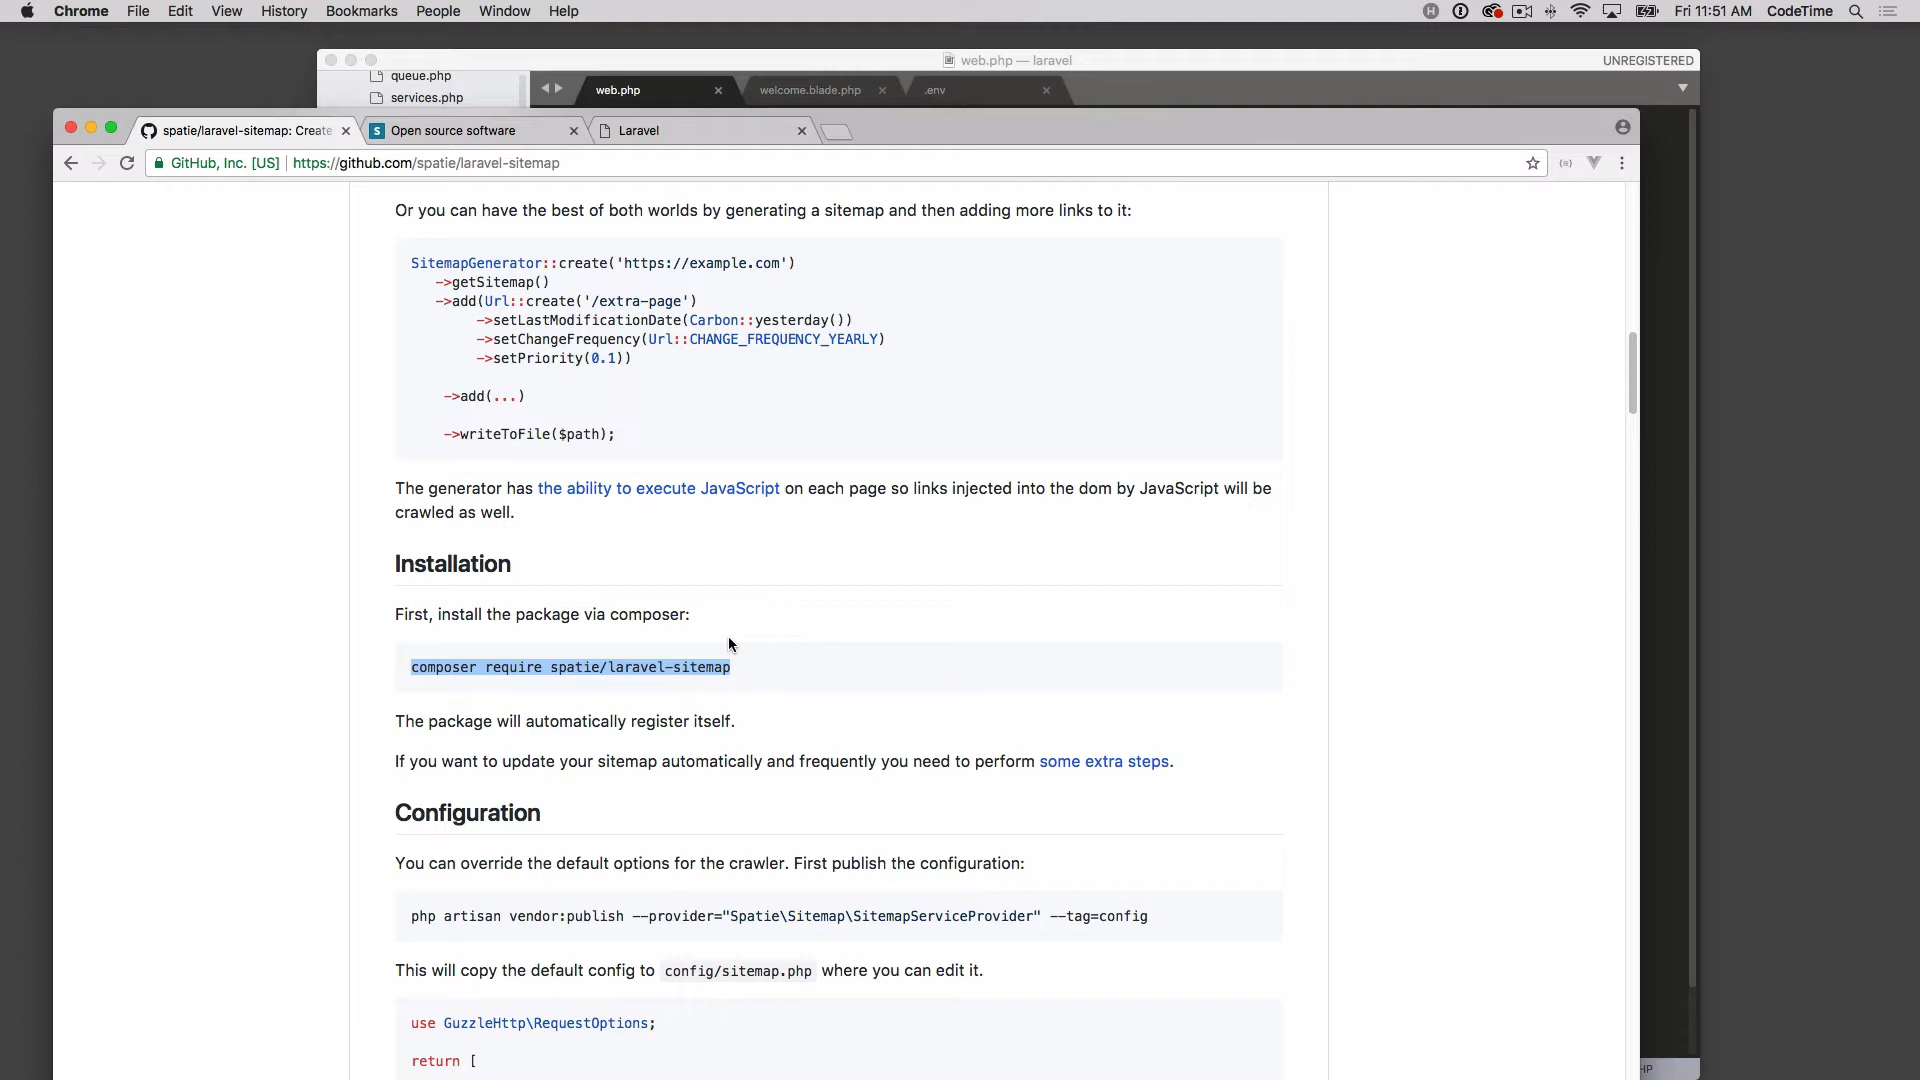 Chrome File Edit View History Bookmarks People Window Help Fri 11:51 AM CodeTime
web.php — laravel UNREGISTERED
queue.php
services.php
web.php welcome.blade.php .env
spatie/laravel-sitemap: Create Open source software Laravel
GitHub, Inc. [US] https://github.com/spatie/laravel-sitemap
Or you can have the best of both worlds by generating a sitemap and then adding more links to it:
SitemapGenerator::create('https://example.com')
->getSitemap()
->add(Url::create('/extra-page')
->setLastModificationDate(Carbon::yesterday())
->setChangeFrequency(Url::CHANGE_FREQUENCY_YEARLY)
->setPriority(0.1))
->add(...)
->writeToFile($path);
The generator has the ability to execute JavaScript on each page so links injected into the dom by JavaScript will be
crawled as well.
Installation
First, install the package via composer:
composer require spatie/laravel-sitemap
The package will automatically register itself.
If you want to update your sitemap automatically and frequently you need to perform some extra steps.
Configuration
You can override the default options for the crawler. First publish the configuration:
php artisan vendor:publish --provider="Spatie\Sitemap\SitemapServiceProvider" --tag=config
This will copy the default config to config/sitemap.php where you can edit it.
use GuzzleHttp\RequestOptions;
return [